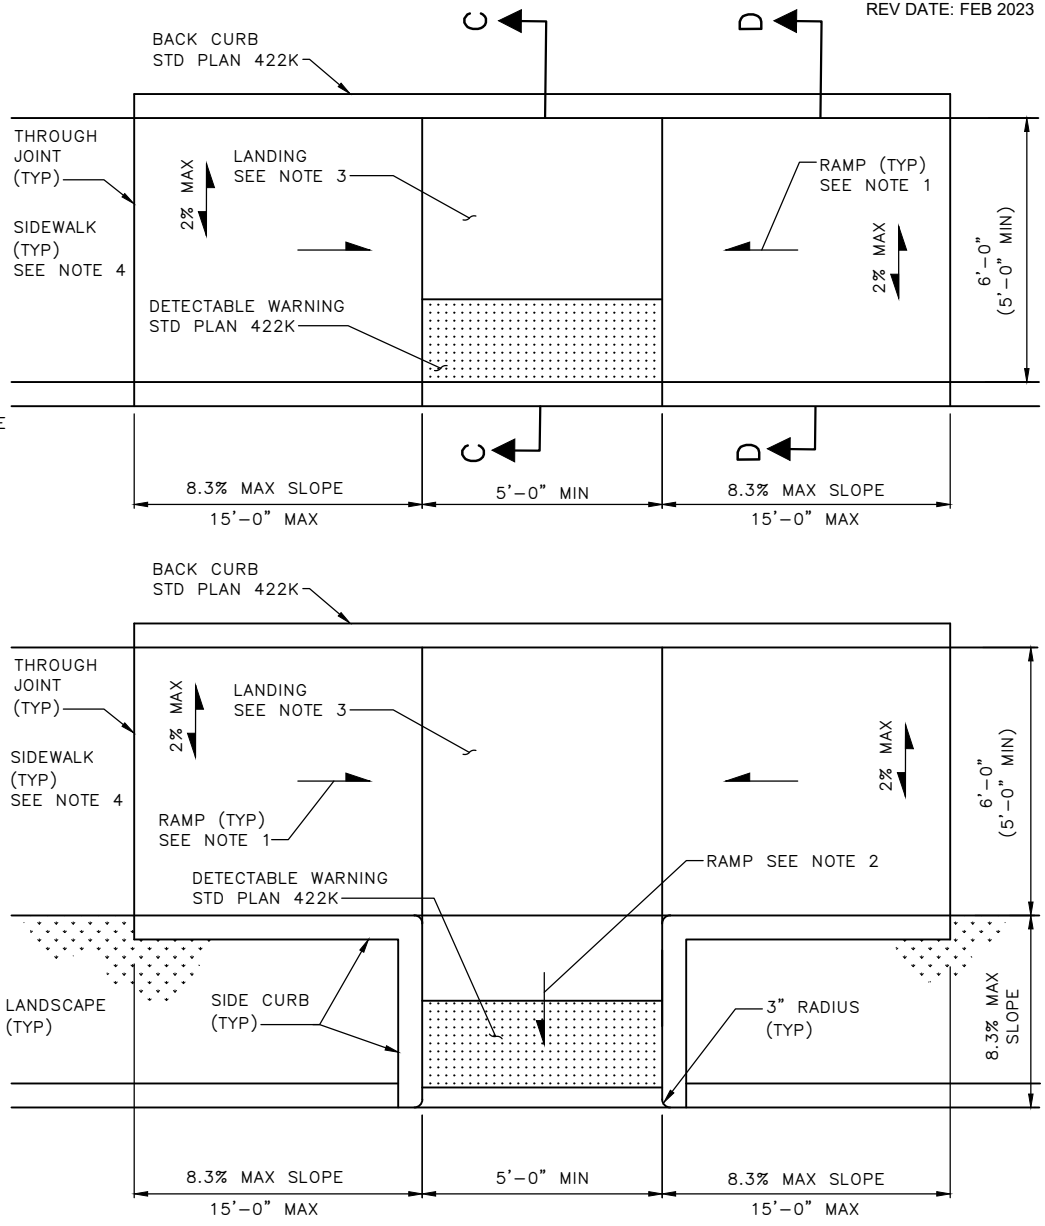 REV DATE: FEB 2023
C
D
BACK CURB
STD PLAN 422K
THROUGH
JOINT
(TYP)
2% MAX
LANDING
SEE NOTE 3
RAMP (TYP)
SEE NOTE 1
SIDEWALK
(TYP)
SEE NOTE 4
2% MAX
6'-0"
(5'-0" MIN)
DETECTABLE WARNING
STD PLAN 422K
E
C
D
8.3% MAX SLOPE
15'-0" MAX
5'-0" MIN
8.3% MAX SLOPE
15'-0" MAX
BACK CURB
STD PLAN 422K
THROUGH
JOINT
(TYP)
2% MAX
LANDING
SEE NOTE 3
SIDEWALK
(TYP)
SEE NOTE 4
2% MAX
6'-0"
(5'-0" MIN)
RAMP (TYP)
SEE NOTE 1
RAMP SEE NOTE 2
DETECTABLE WARNING
STD PLAN 422K
LANDSCAPE
(TYP)
SIDE CURB
(TYP)
3" RADIUS
(TYP)
8.3% MAX
SLOPE
8.3% MAX SLOPE
15'-0" MAX
5'-0" MIN
8.3% MAX SLOPE
15'-0" MAX